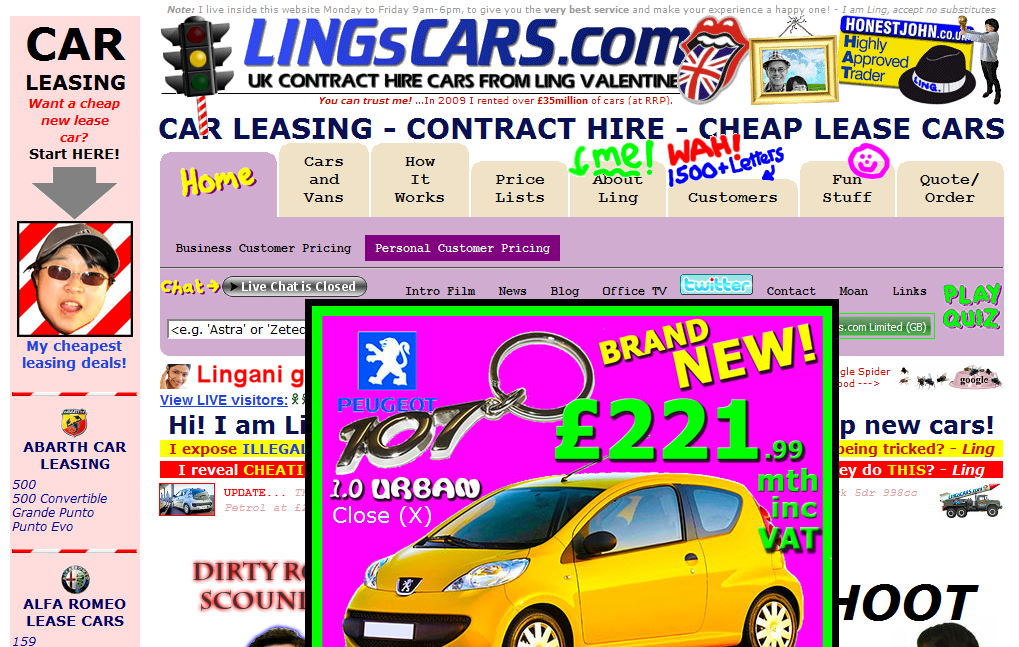 Note: I live inside this website Monday to Friday 9am-6pm, to give you the very best service and make your life a happy one! - I am Ling, accept no substitutes
LINGsCARS.com
UK CONTRACT HIRE CARS FROM LING VALENTINE
HONESTJOHN.co.uk
Highly
Approved
Trader
LING.
You can trust me! ...In 2009 I rented over £35million of cars (at RRP).
CAR LEASING - CONTRACT HIRE - CHEAP LEASE CARS
CAR
LEASING
Want a cheap
new lease
car?
Start HERE!
My cheapest
leasing deals!
ABARTH CAR
LEASING
500
500 Convertible
Grande Punto
Punto Evo
ALFA ROMEO
LEASE CARS
159
Home
Cars
and
Vans
How
It
Works
Price
Lists
me!
About
Ling
WAH!
1500+Letters
Customers
Fun
Stuff
Quote/
Order
Business Customer Pricing
Personal Customer Pricing
Chat
Live Chat is Closed
Intro Film
News
Blog
Office TV
twitter
Contact
Moan
Links
PLAY
QUIZ
<e.g. 'Astra' or 'Zetec
s.com Limited (GB)
Lingani g
gle Spider
ood --->
google
View LIVE visitors:
Hi! I am Li
p new cars!
I expose ILLEGAL
being tricked? - Ling
I reveal CHEATI
ey do THIS? - Ling
UPDATE...
Petrol at £2
k 5dr 998cc
DIRTY RO
SCOUND
HOOT
PEUGEOT
107
1.0 URBAN
Close (X)
BRAND
NEW!
£221.99
mth
inc
VAT